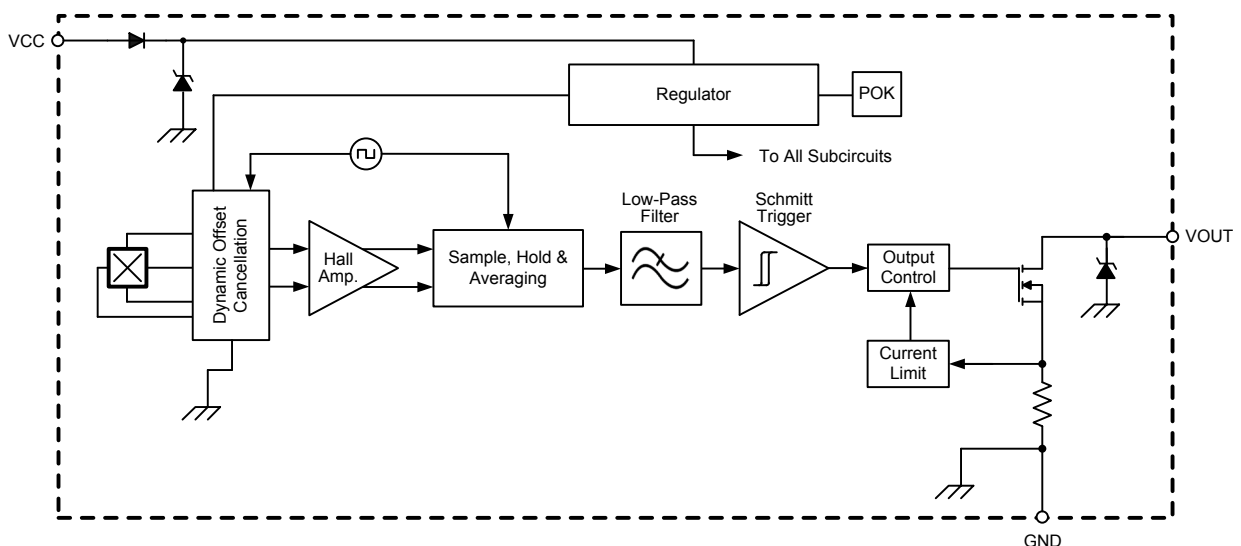 VCC
Regulator
POK
To All Subcircuits
Dynamic Offset
Cancellation
Hall
Amp.
Sample, Hold &
Averaging
Low-Pass
Filter
Schmitt
Trigger
Output
Control
Current
Limit
VOUT
GND